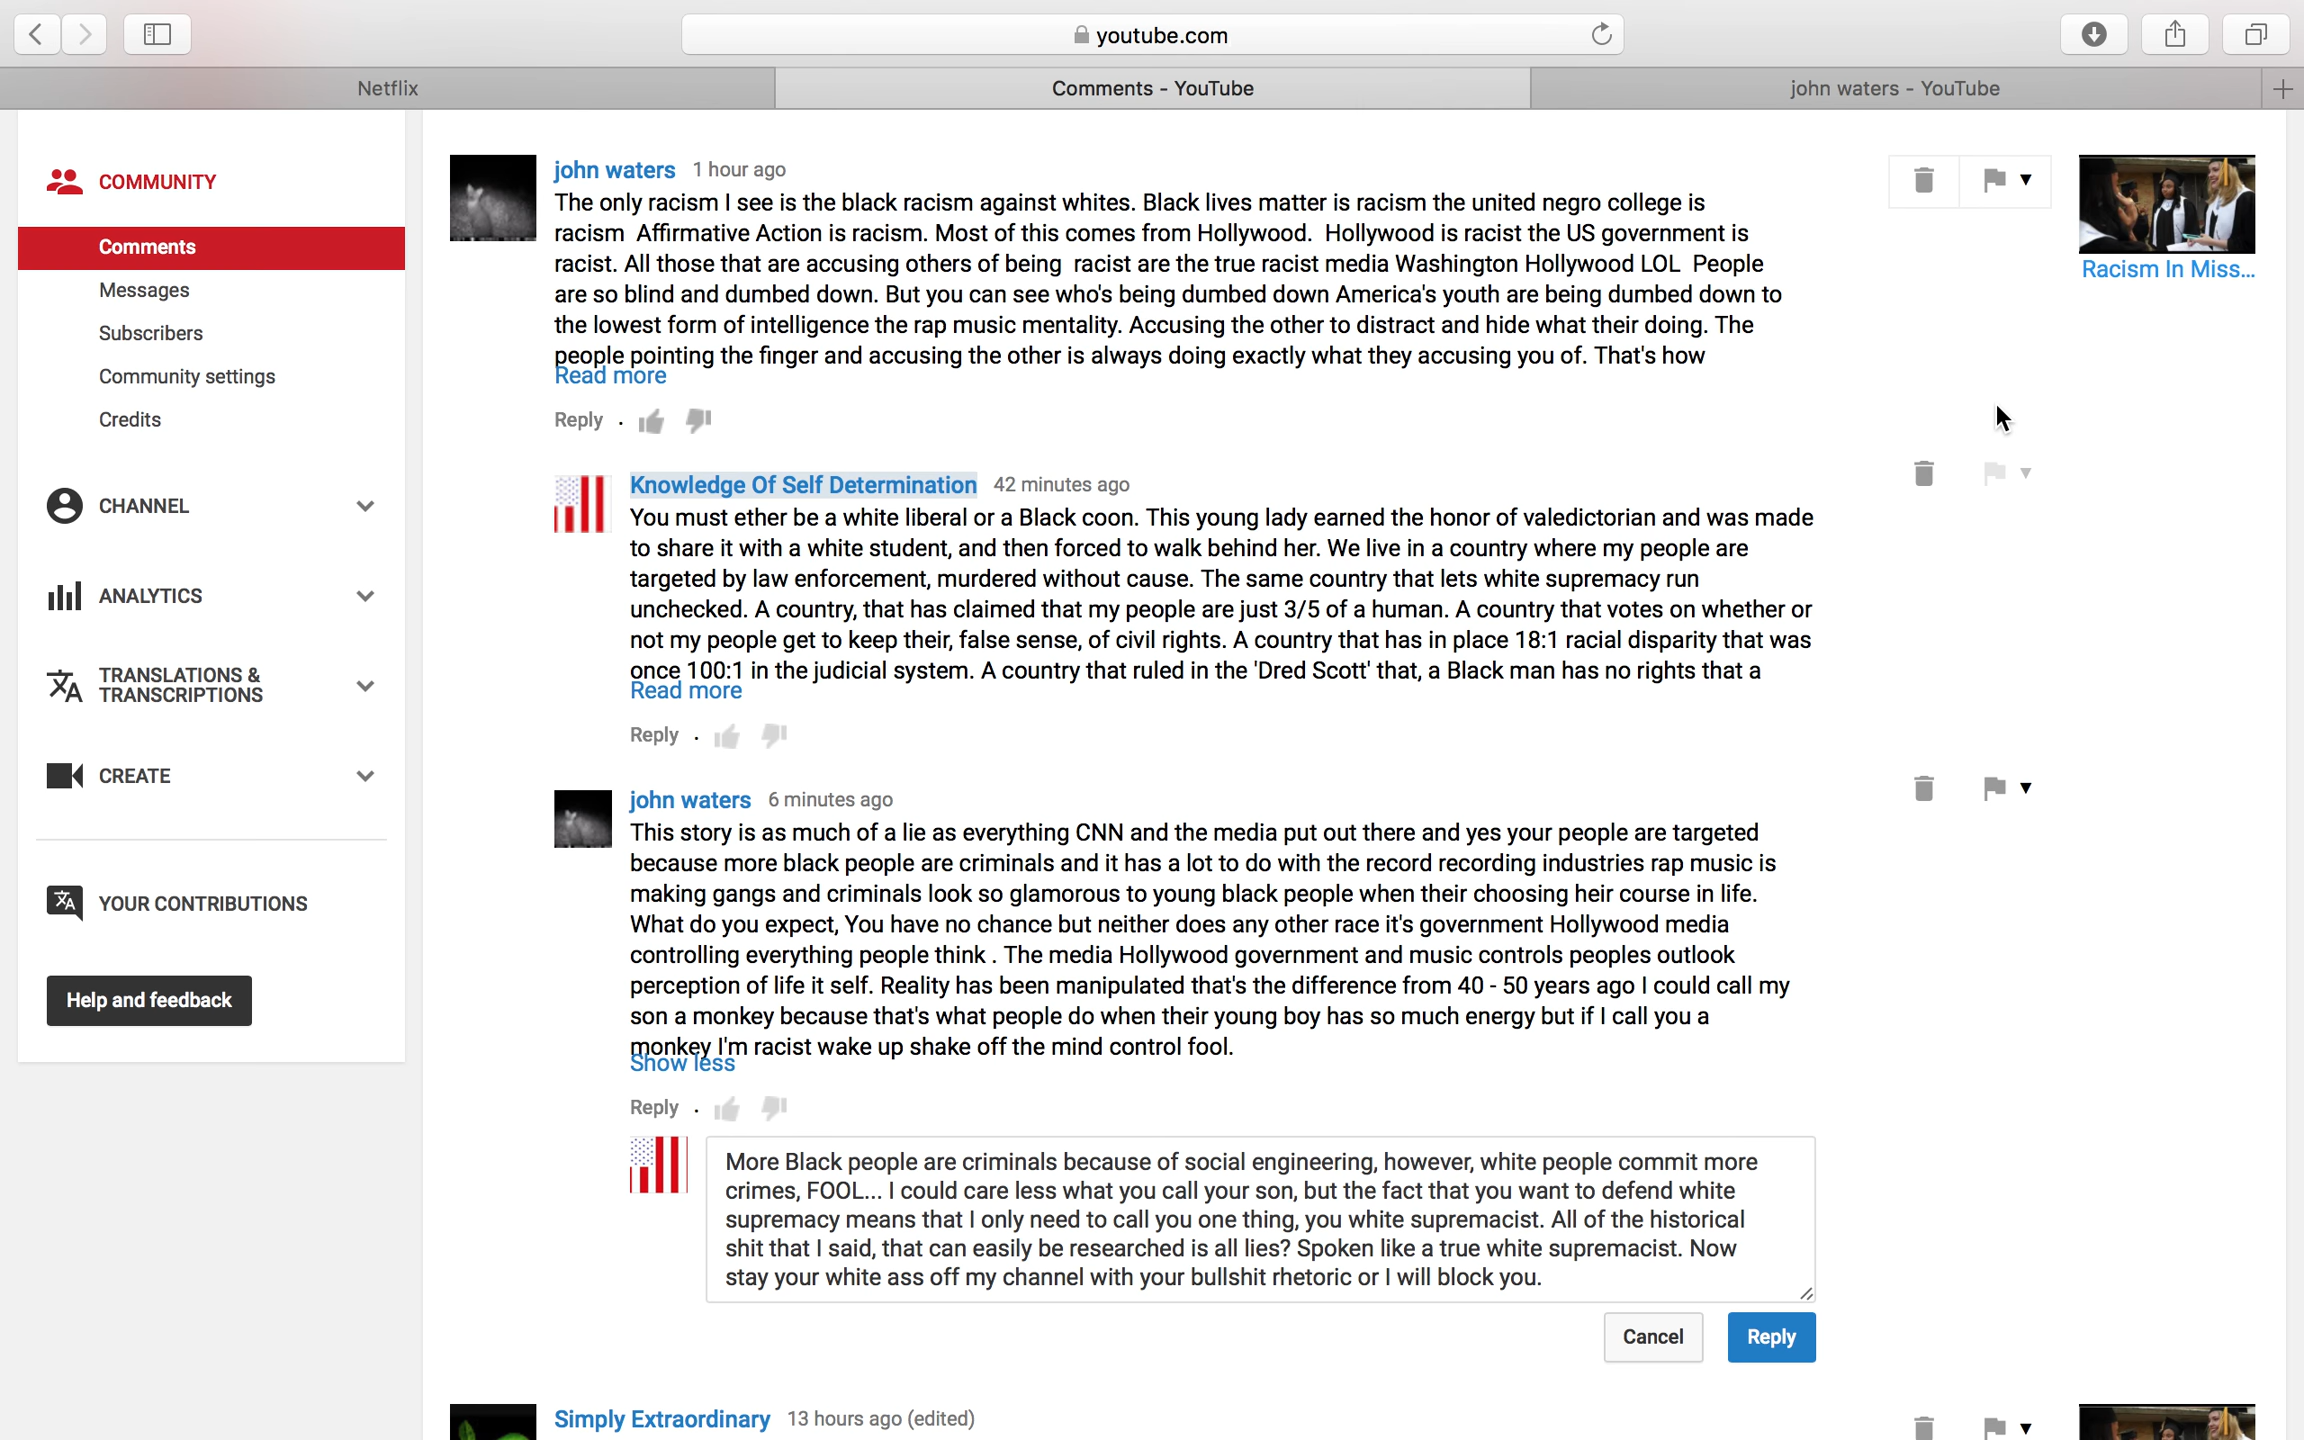 youtube.com
Netflix
Comments - YouTube
john waters - YouTube
COMMUNITY
Comments
Messages
Subscribers
Community settings
Credits
CHANNEL
ANALYTICS
TRANSLATIONS &
TRANSCRIPTIONS
CREATE
YOUR CONTRIBUTIONS
Help and feedback
john waters 1 hour ago
The only racism I see is the black racism against whites. Black lives matter is racism the united negro college is
racism Affirmative Action is racism. Most of this comes from Hollywood. Hollywood is racist the US government is
racist. All those that are accusing others of being racist are the true racist media Washington Hollywood LOL People
are so blind and dumbed down. But you can see who's being dumbed down America's youth are being dumbed down to
the lowest form of intelligence the rap music mentality. Accusing the other to distract and hide what their doing. The
people pointing the finger and accusing the other is always doing exactly what they accusing you of. That's how
Read more
Reply .
Racism In Miss...
Knowledge Of Self Determination 42 minutes ago
You must ether be a white liberal or a Black coon. This young lady earned the honor of valedictorian and was made
to share it with a white student, and then forced to walk behind her. We live in a country where my people are
targeted by law enforcement, murdered without cause. The same country that lets white supremacy run
unchecked. A country, that has claimed that my people are just 3/5 of a human. A country that votes on whether or
not my people get to keep their, false sense, of civil rights. A country that has in place 18:1 racial disparity that was
once 100:1 in the judicial system. A country that ruled in the 'Dred Scott' that, a Black man has no rights that a
Read more
Reply .
john waters 6 minutes ago
This story is as much of a lie as everything CNN and the media put out there and yes your people are targeted
because more black people are criminals and it has a lot to do with the record recording industries rap music is
making gangs and criminals look so glamorous to young black people when their choosing heir course in life.
What do you expect, You have no chance but neither does any other race it's government Hollywood media
controlling everything people think . The media Hollywood government and music controls peoples outlook
perception of life it self. Reality has been manipulated that's the difference from 40 - 50 years ago I could call my
son a monkey because that's what people do when their young boy has so much energy but if I call you a
monkey I'm racist wake up shake off the mind control fool.
Show less
Reply .
More Black people are criminals because of social engineering, however, white people commit more
crimes, FOOL... I could care less what you call your son, but the fact that you want to defend white
supremacy means that I only need to call you one thing, you white supremacist. All of the historical
shit that I said, that can easily be researched is all lies? Spoken like a true white supremacist. Now
stay your white ass off my channel with your bullshit rhetoric or I will block you.
Cancel
Reply
Simply Extraordinary 13 hours ago (edited)